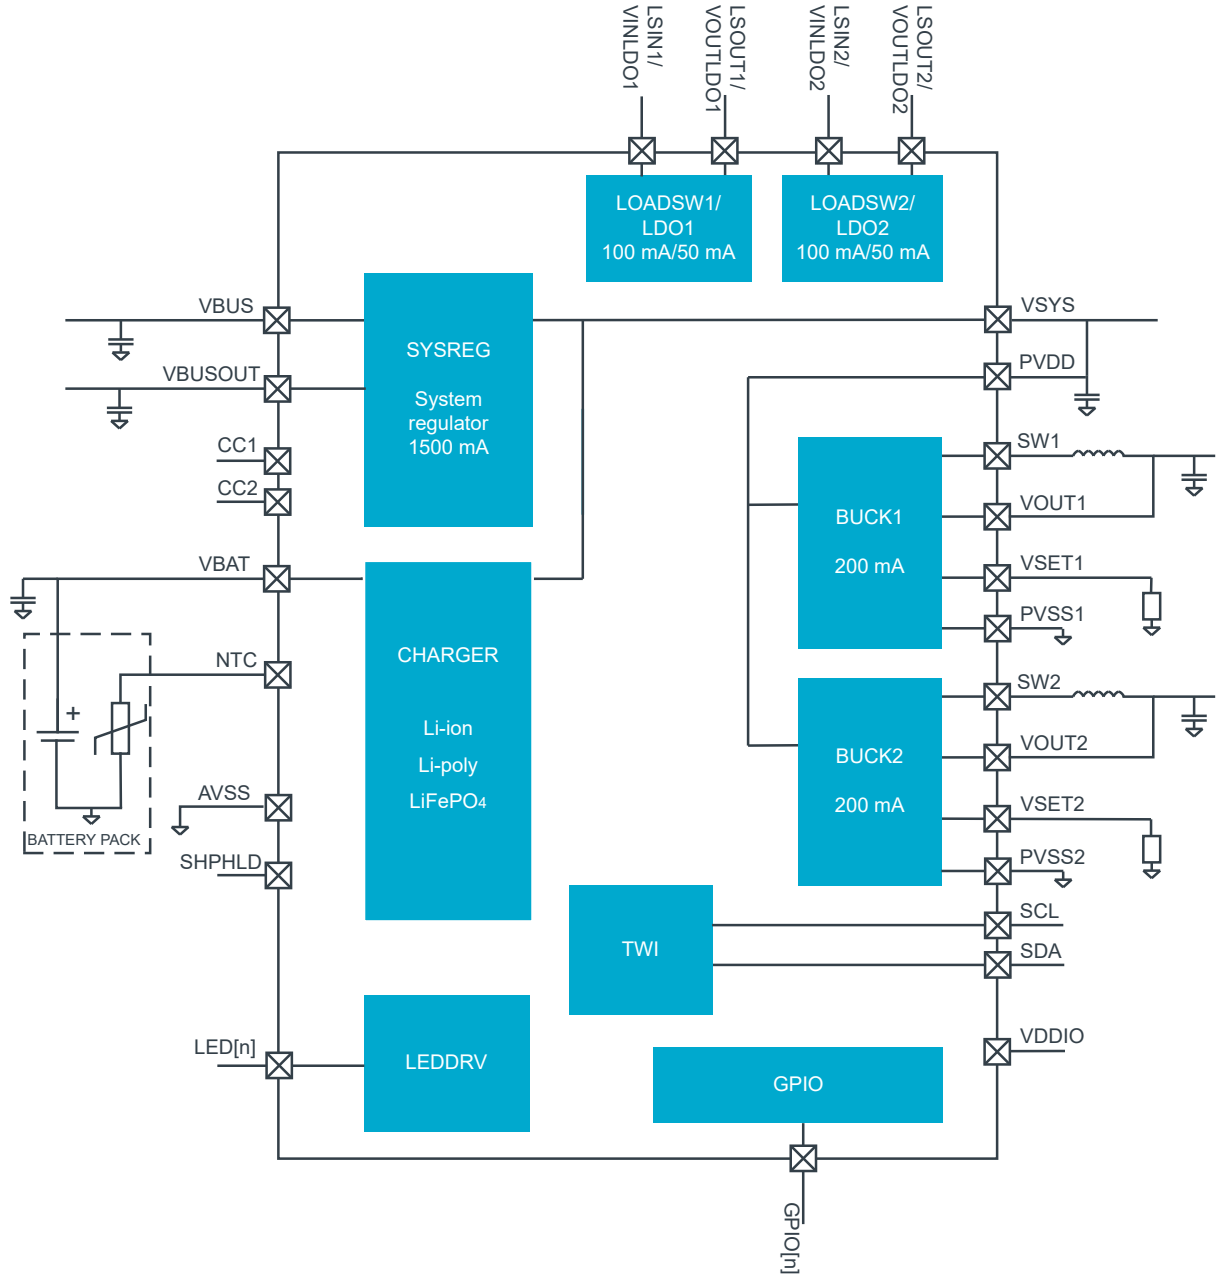 LSIN1/
VINLDO1
LSOUT1/
VOUTLDO1
LSIN2/
VINLDO2
LSOUT2/
VOUTLDO2
LOADSW1/
LDO1
100 mA/50 mA
LOADSW2/
LDO2
100 mA/50 mA
VBUS
VBUSOUT
CC1
CC2
VBAT
NTC
+
BATTERY PACK
AVSS
SHPHLD
LED[n]
SYSREG
System
regulator
1500 mA
CHARGER
Li-ion
Li-poly
LiFePO4
LEDDRV
TWI
GPIO
GPIO[n]
BUCK1
200 mA
BUCK2
200 mA
VSYS
PVDD
SW1
VOUT1
VSET1
PVSS1
SW2
VOUT2
VSET2
PVSS2
SCL
SDA
VDDIO